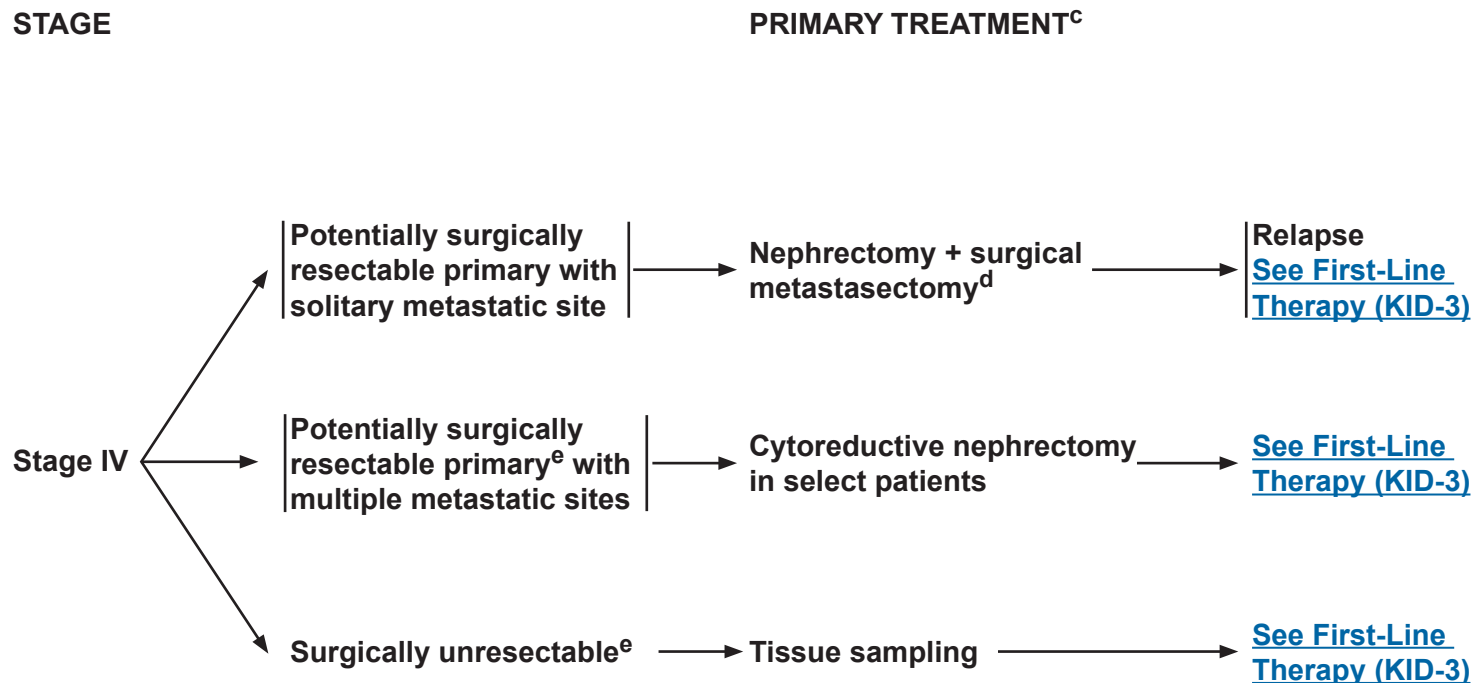 STAGE
PRIMARY TREATMENTᶜ
Potentially surgically
resectable primary with
solitary metastatic site
Nephrectomy + surgical
metastasectomyᵈ
Relapse
See First-Line
Therapy (KID-3)
Stage IV
Potentially surgically
resectable primaryᵉ with
multiple metastatic sites
Cytoreductive nephrectomy
in select patients
See First-Line
Therapy (KID-3)
Surgically unresectableᵉ
Tissue sampling
See First-Line
Therapy (KID-3)